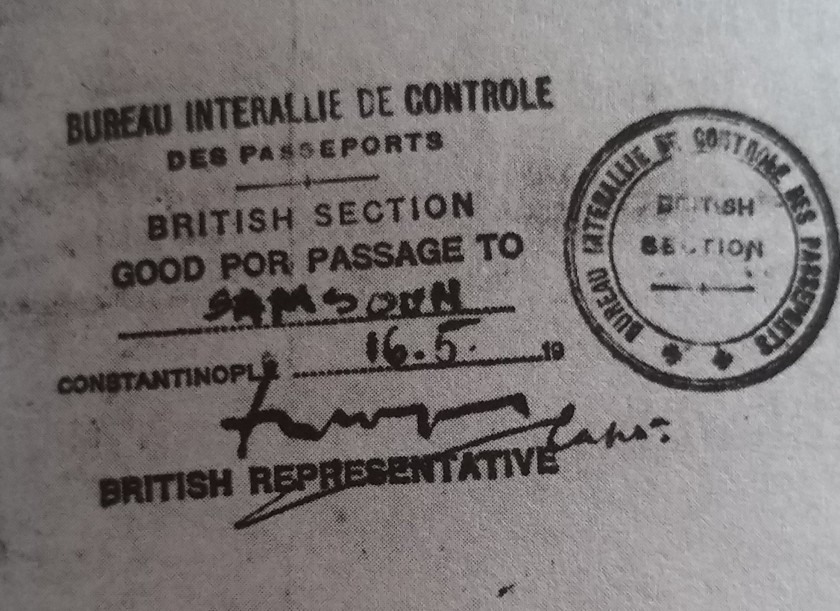 BUREAU INTERALLIE DE CONTROLE
DES PASSEPORTS
BRITISH SECTION
GOOD POR PASSAGE TO
SAMSOUN
16.5. 19
CONSTANTINOPLE
Capt.
BRITISH REPRESENTATIVE
BUREAU INTERALLIE DE CONTROLE DES PASSEPORTS
BRITISH
SECTION